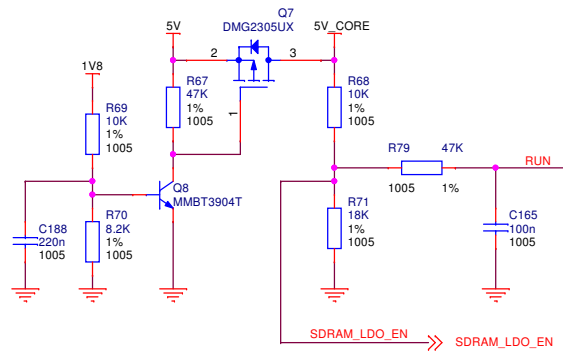 Q7
DMG2305UX
5V
5V_CORE
2
3
1
1V8
R67
47K
1%
1005
R68
10K
1%
1005
R69
10K
1%
1005
R79
47K
1005
1%
RUN
Q8
MMBT3904T
C188
220n
1005
R70
8.2K
1%
1005
R71
18K
1%
1005
C165
100n
1005
SDRAM_LDO_EN
SDRAM_LDO_EN